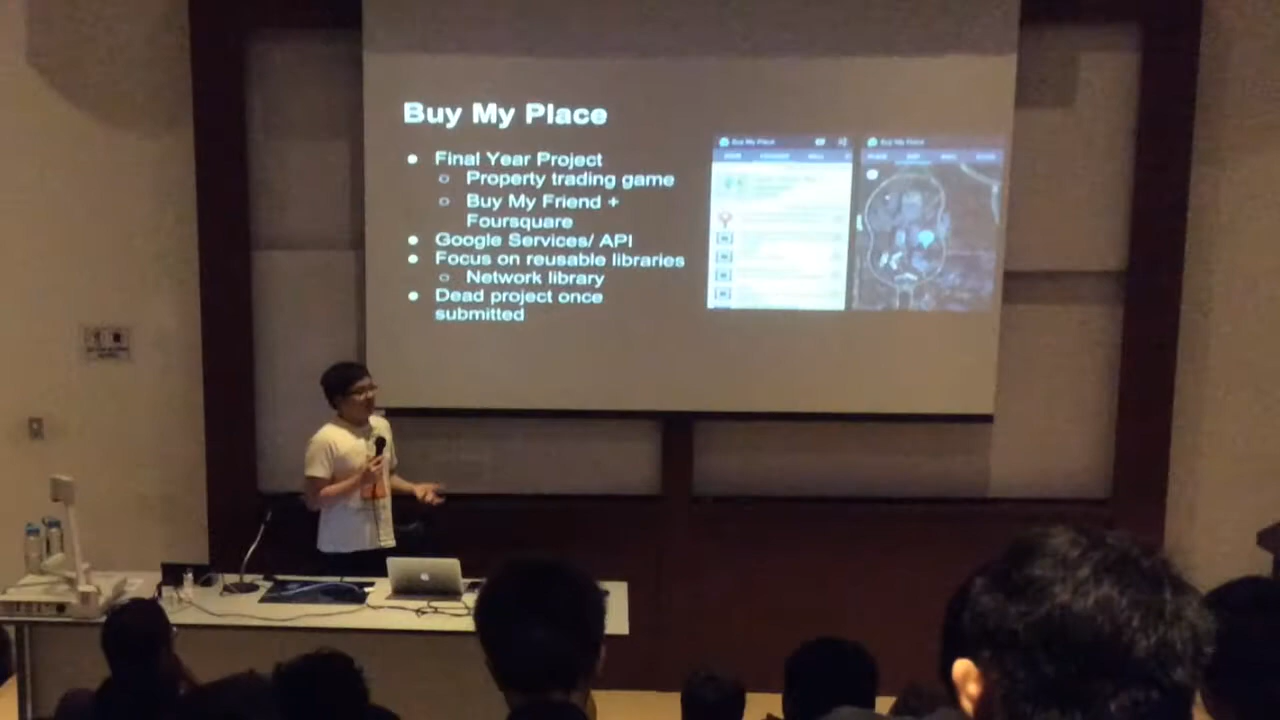 Buy My Place
Final Year Project
Property trading game
Buy My Friend +
Foursquare
Google Services/ API
Focus on reusable libraries
Network library
Dead project once
submitted
Buy My Place
Buy My Place